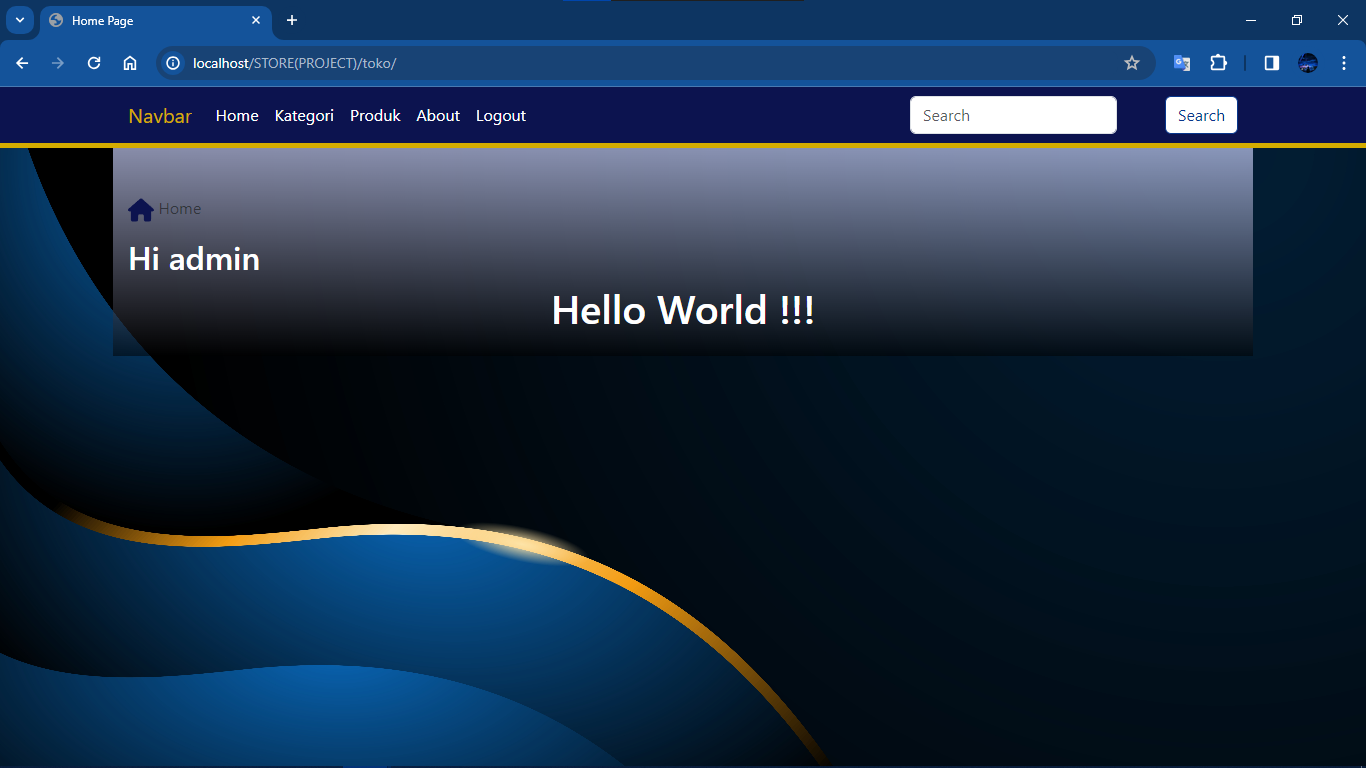 Home Page
localhost/STORE(PROJECT)/toko/
Navbar Home Kategori Produk About Logout Search Search
Home
Hi admin
Hello World !!!